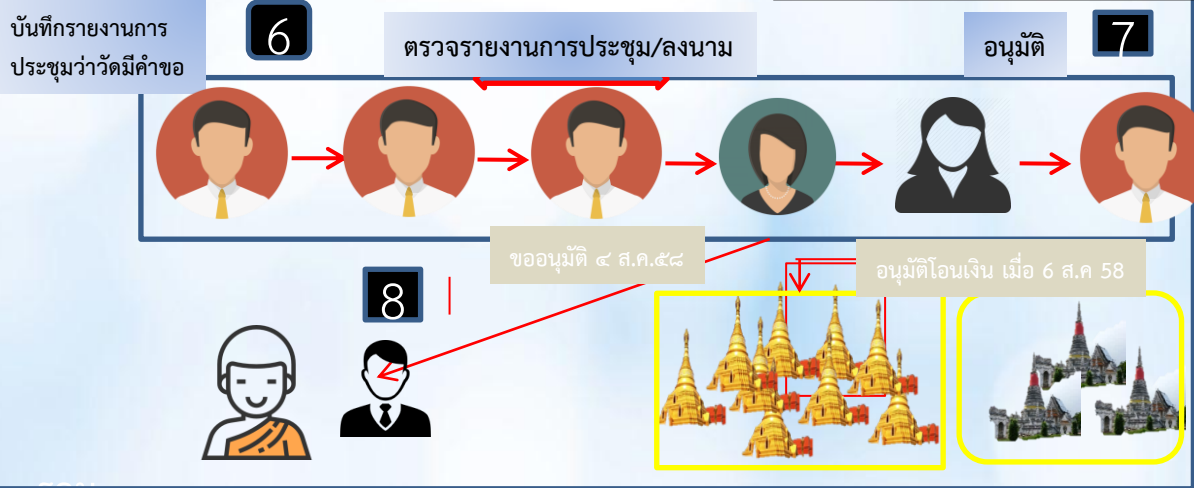 บันทึกรายงานการ
ประชุมว่าวัดมีคำขอ
6
ตรวจรายงานการประชุม/ลงนาม
อนุมัติ
7
ขออนุมัติ ๔ ส.ค.๕๘
อนุมัติโอนเงิน เมื่อ 6 ส.ค 58
8